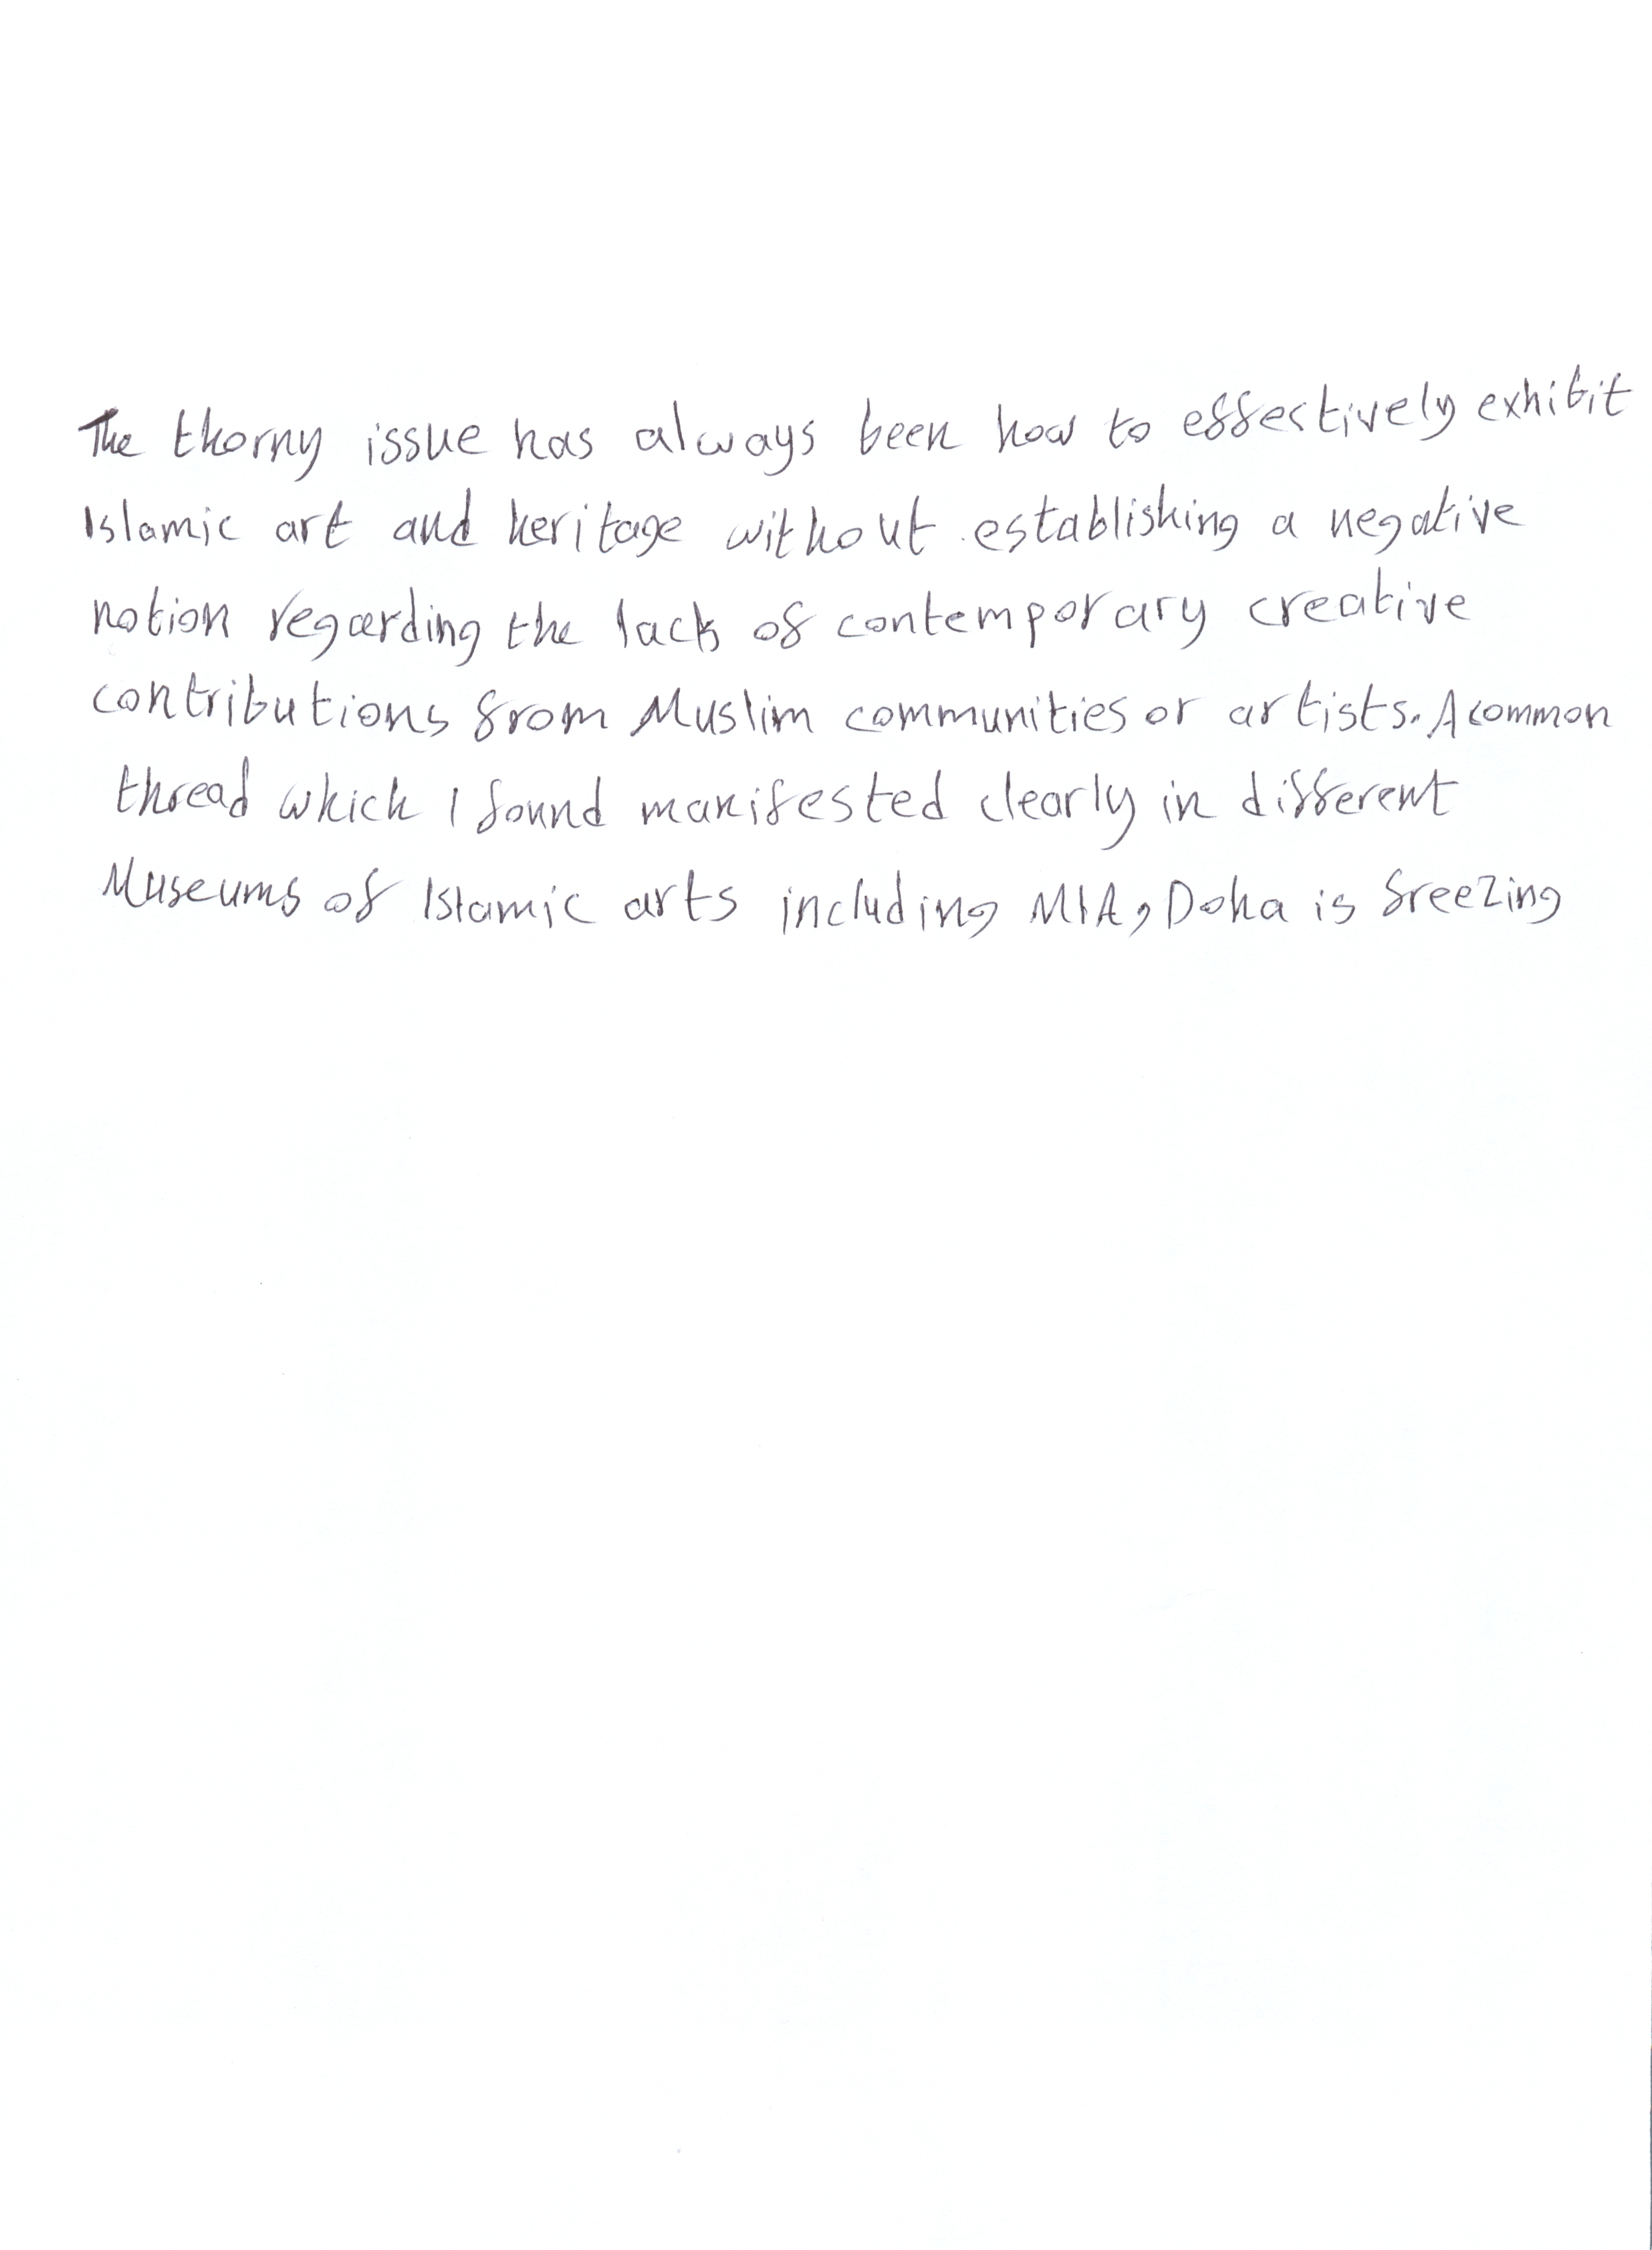 The thorny issue has always been how to effectively exhibit
Islamic art and heritage without establishing a negative
notion regarding the lack of contemporary creative
contributions from Muslim communities or artists. A common
thread which I found manifested clearly in different
Museums of Islamic arts including MIA, Doha is freezing